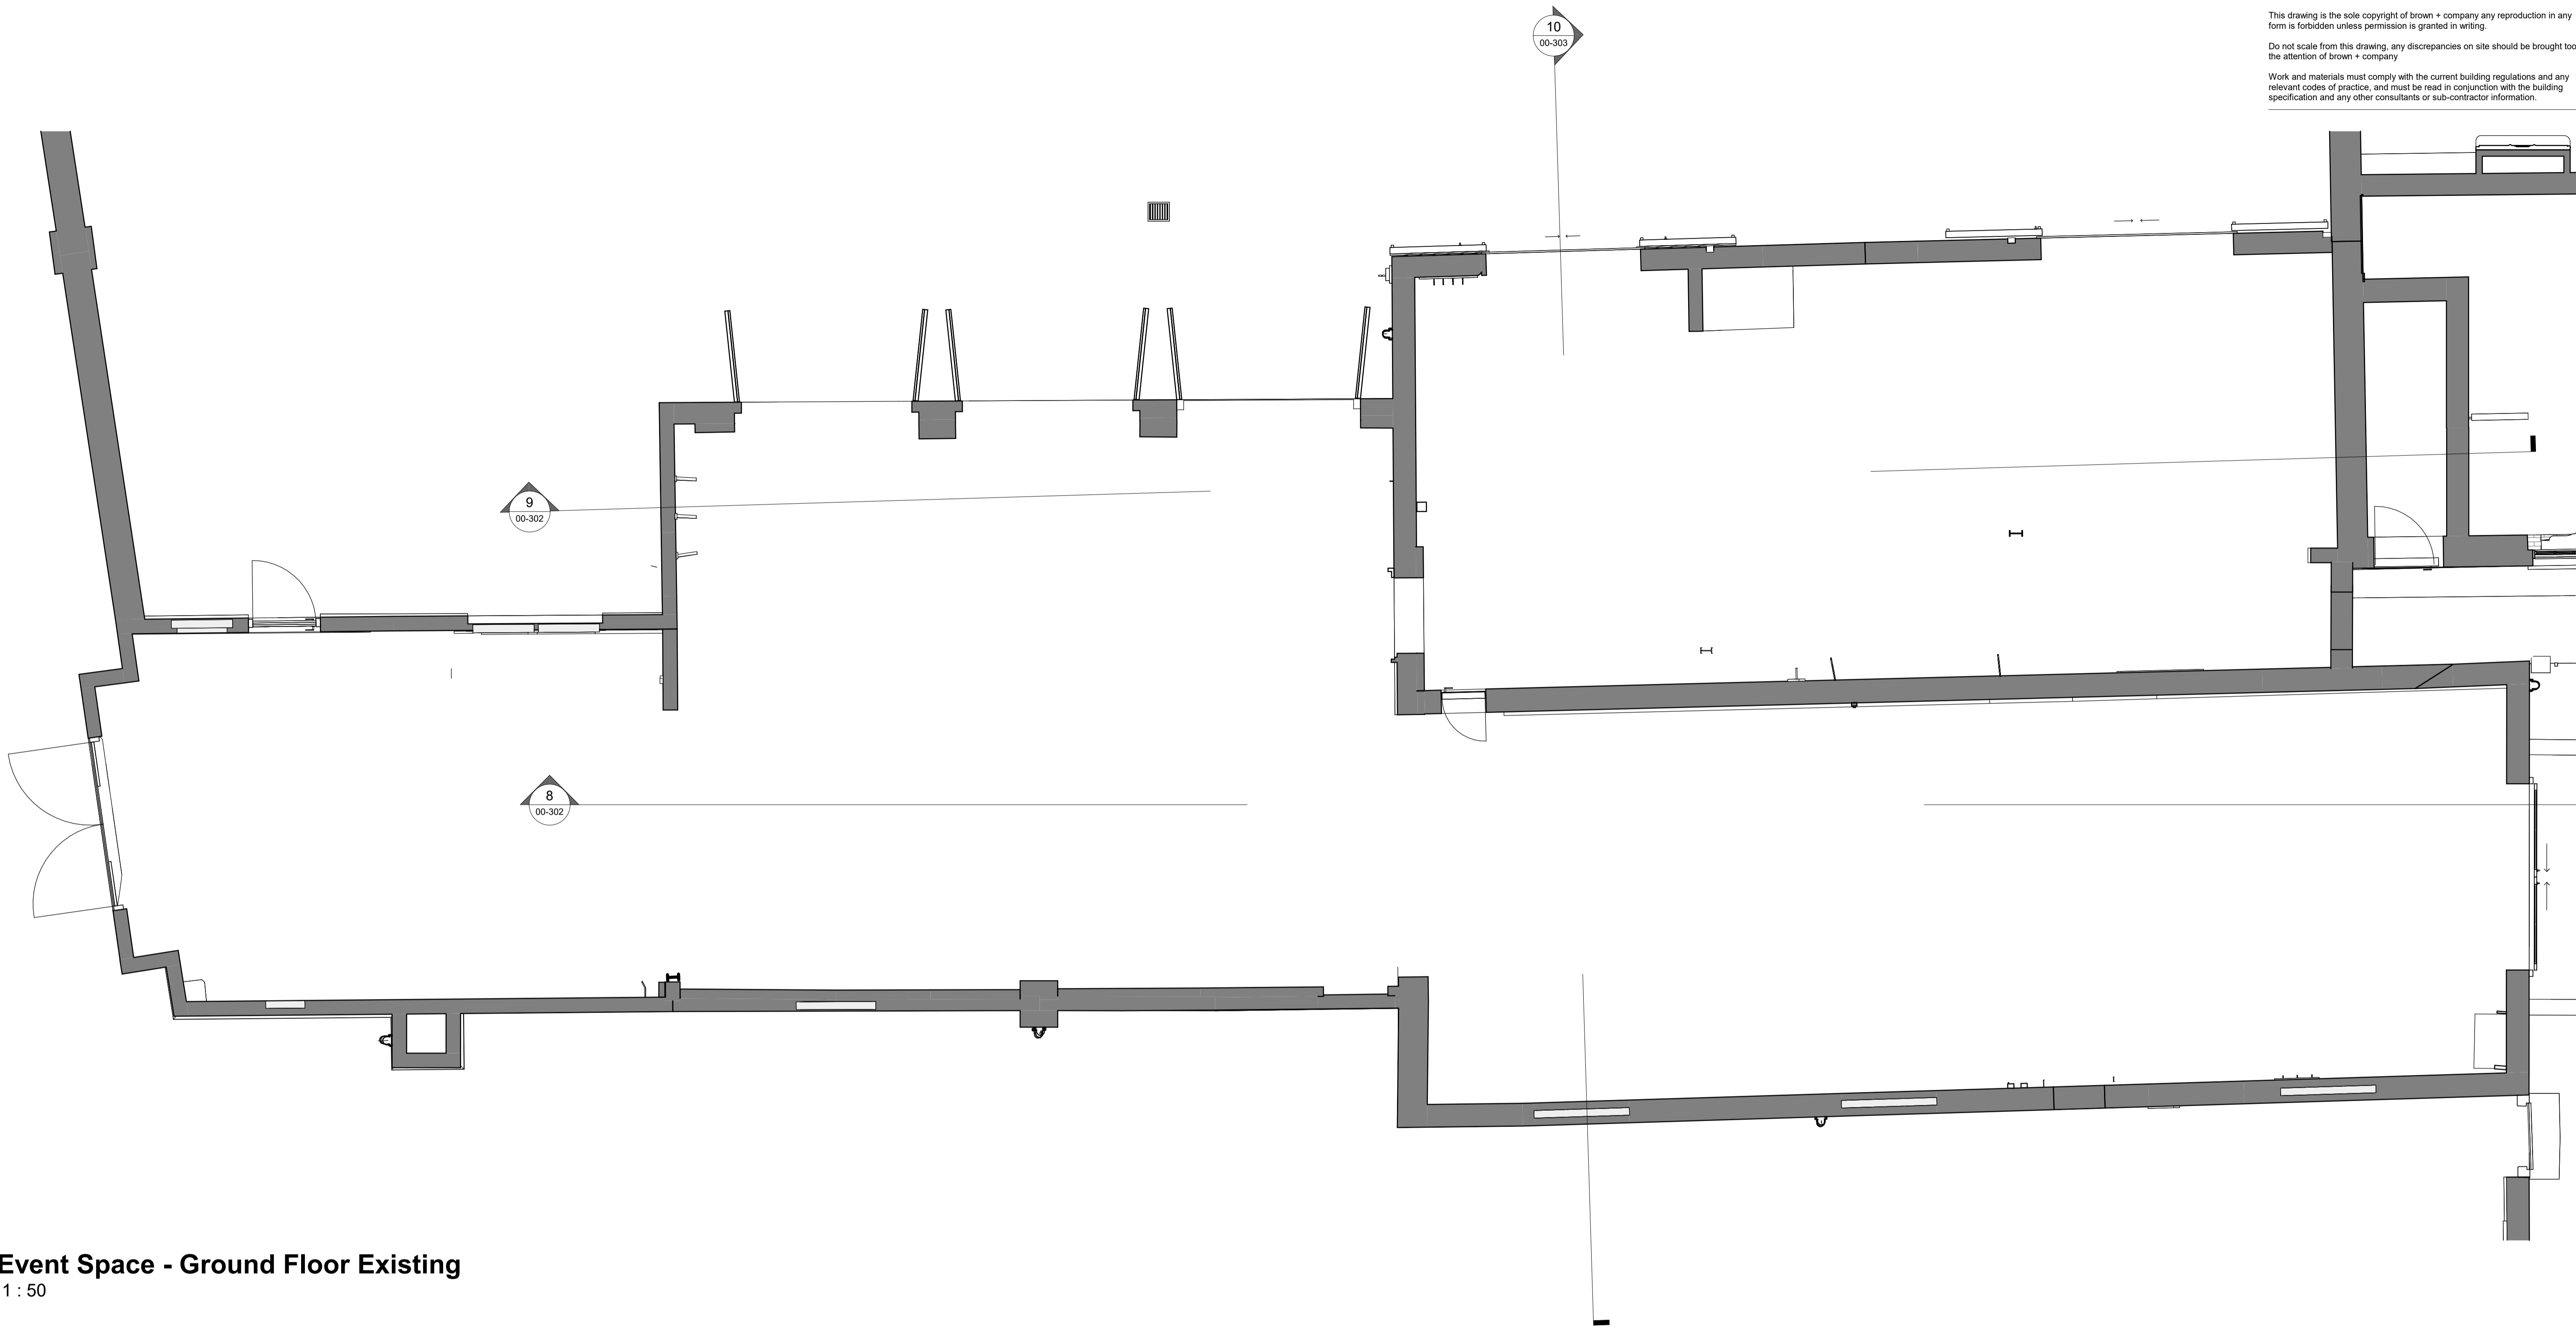 This drawing is the sole copyright of brown + company any reproduction in any
form is forbidden unless permission is granted in writing.
Do not scale from this drawing, any discrepancies on site should be brought too
the attention of brown + company
Work and materials must comply with the current building regulations and any
relevant codes of practice, and must be read in conjunction with the building
specification and any other consultants or sub-contractor information.
10
00-303
9
00-302
8
00-302
Event Space - Ground Floor Existing
1 : 50